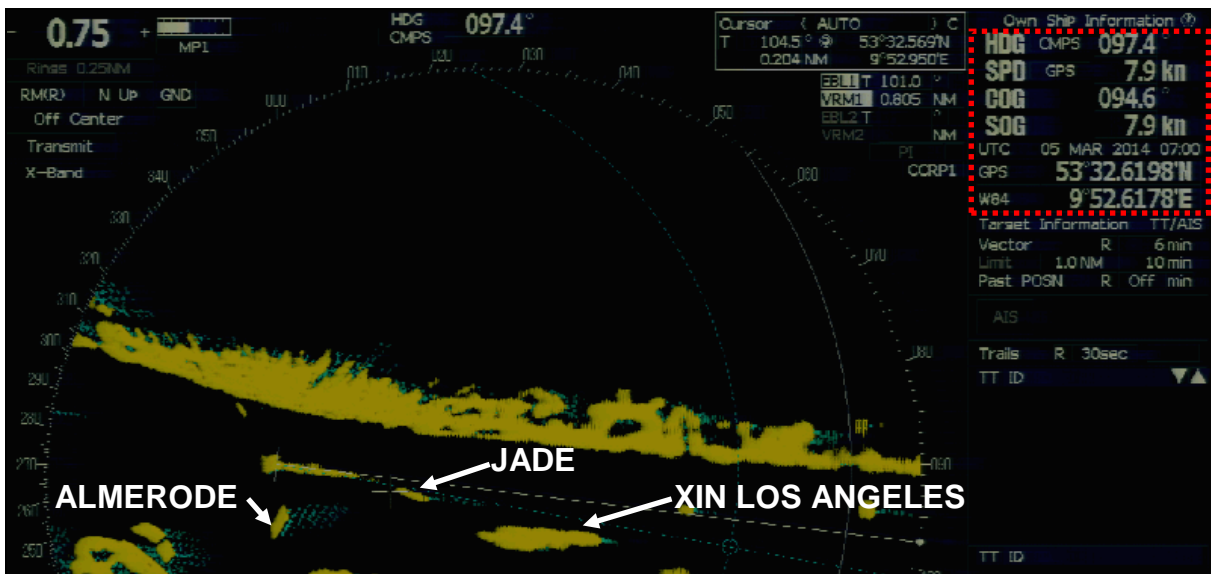 - 0.75 +
MP1
HDG 097.4°
CMPS
Rings 0.25NM
RM(R) N Up GND
Off Center
Transmit
X-Band
Cursor ( AUTO ) C
T 104.5° 53°32.569'N
0.204 NM 9°52.950'E
EBL1 T 101.0 °
VRM1 0.805 NM
EBL2 T °
VRM2 NM
PI
CCRP1
Own Ship Information
HDG CMPS 097.4 °
SPD GPS 7.9 kn
COG 094.6 °
SOG 7.9 kn
UTC 05 MAR 2014 07:00
GPS 53°32.6198'N
W84 9°52.6178'E
Target Information TT/AIS
Vector R 6 min
Limit 1.0 NM 10 min
Past POSN R Off min
AIS
Trails R 30sec
TT ID
TT ID
250
260
270
280
290
300
310
320
330
340
350
000
010
020
030
040
050
060
070
080
090
JADE
ALMERODE
XIN LOS ANGELES